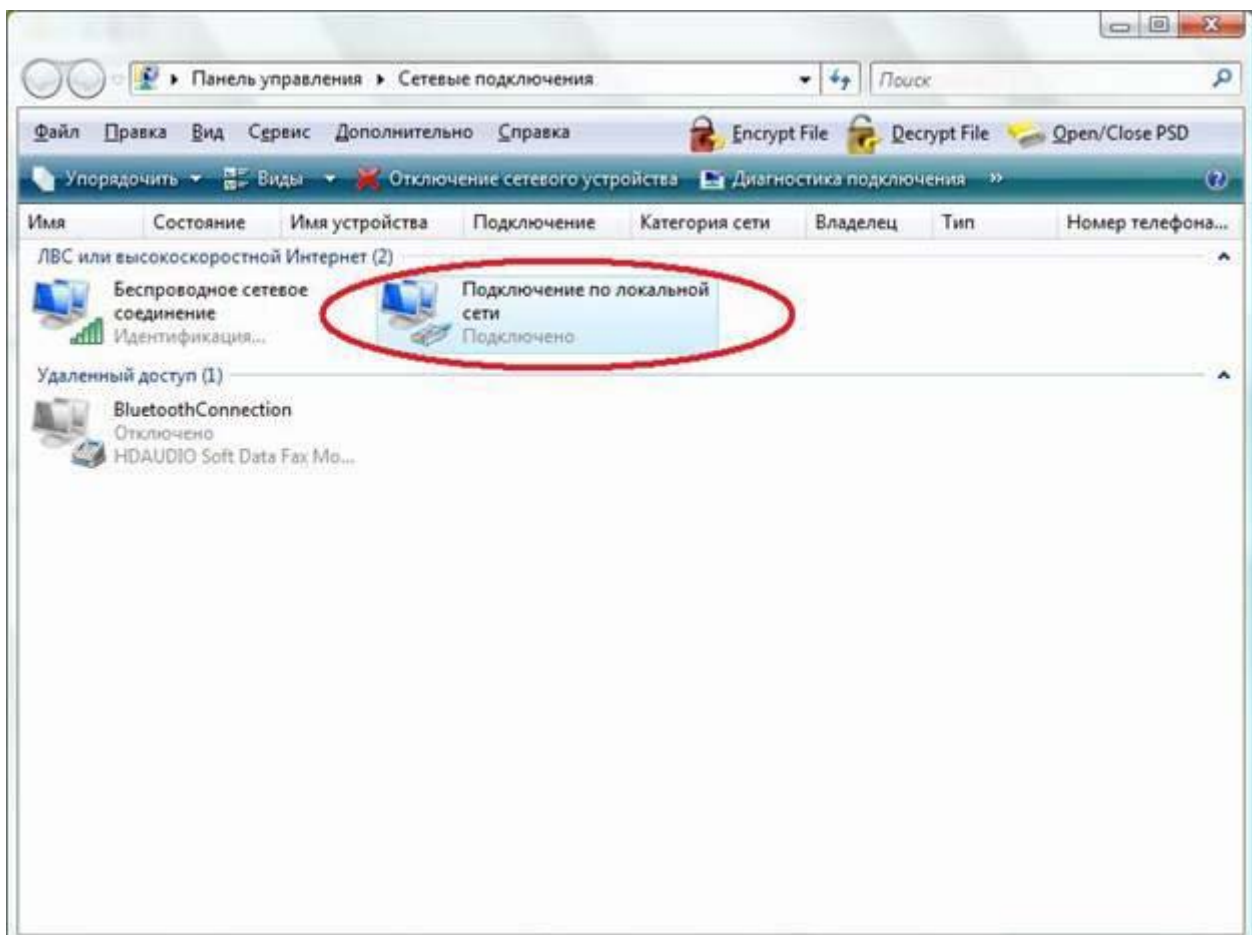 Панель управления ▸ Сетевые подключения
Поиск
Файл Правка Вид Сервис Дополнительно Справка Encrypt File Decrypt File Open/Close PSD
Упорядочить Виды Отключение сетевого устройства Диагностика подключения »
Имя Состояние Имя устройства Подключение Категория сети Владелец Тип Номер телефона...
ЛВС или высокоскоростной Интернет (2)
Беспроводное сетевое
соединение
Идентификация...
Подключение по локальной
сети
Подключено
Удаленный доступ (1)
BluetoothConnection
Отключено
HDAUDIO Soft Data Fax Mo...